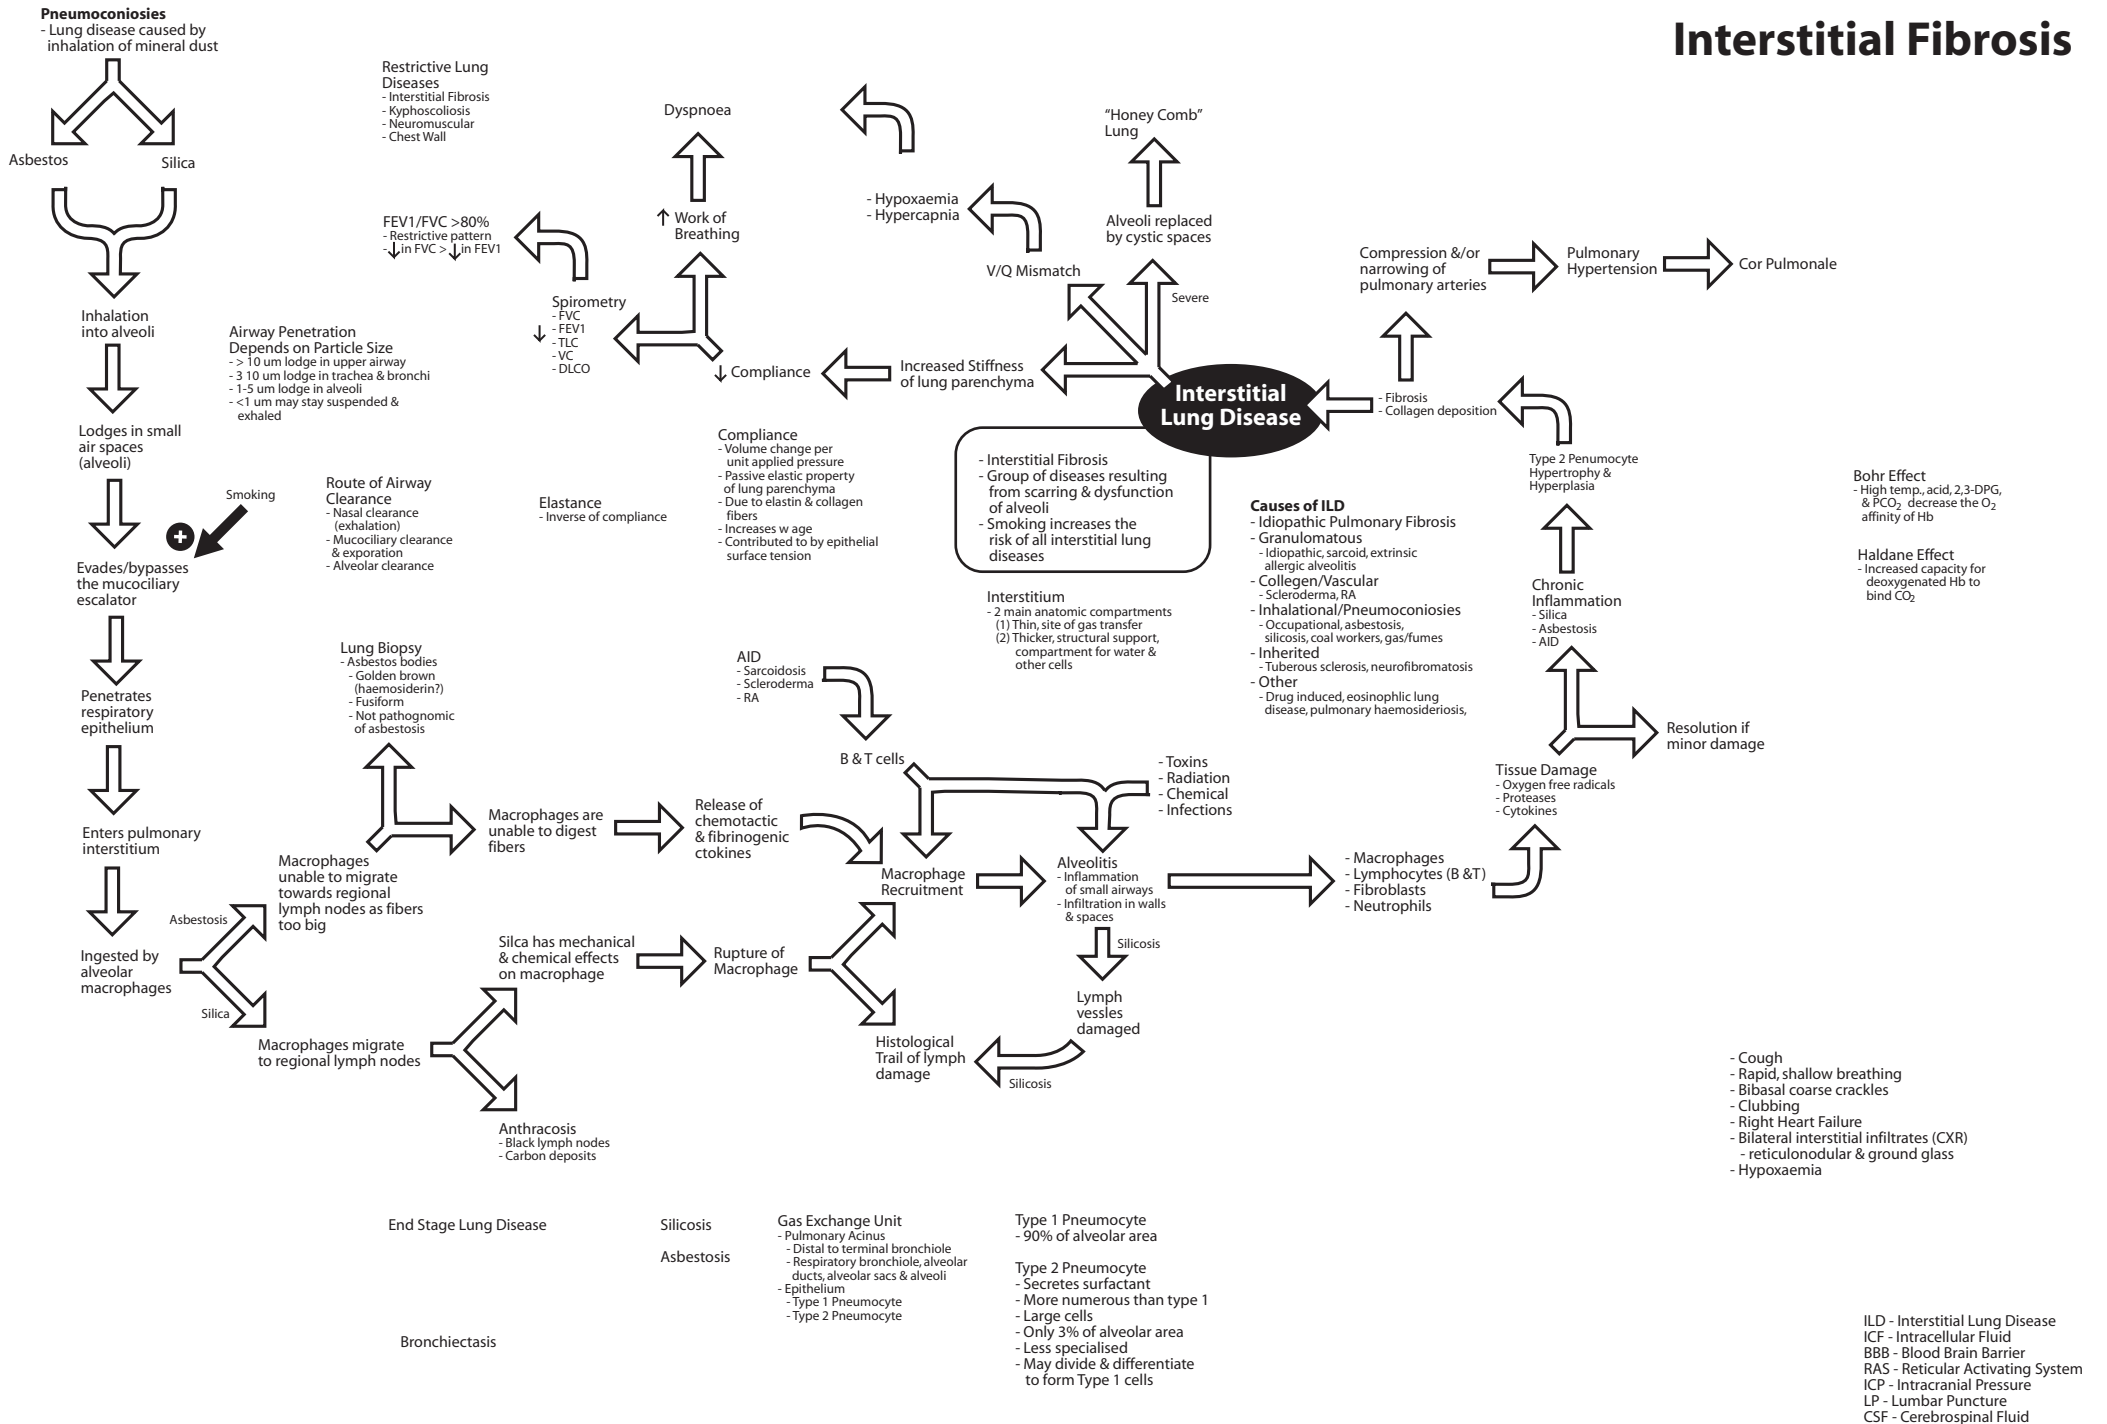 Interstitial Fibrosis
Pneumoconiosies
- Lung disease caused by
inhalation of mineral dust
Asbestos
Silica
Inhalation
into alveoli
Lodges in small
air spaces
(alveoli)
Smoking
+
Evades/bypasses
the mucociliary
escalator
Penetrates
respiratory
epithelium
Enters pulmonary
interstitium
Ingested by
alveolar
macrophages
Asbestosis
Silica
Restrictive Lung
Diseases
- Interstitial Fibrosis
- Kyphoscoliosis
- Neuromuscular
- Chest Wall
FEV1/FVC >80%
- Restrictive pattern
- ↓in FVC > ↓in FEV1
Airway Penetration
Depends on Particle Size
- > 10 um lodge in upper airway
- 3 10 um lodge in trachea & bronchi
- 1-5 um lodge in alveoli
- <1 um may stay suspended &
exhaled
Route of Airway
Clearance
- Nasal clearance
(exhalation)
- Mucociliary clearance
& exporation
- Alveolar clearance
Lung Biopsy
- Asbestos bodies
- Golden brown
(haemosiderin?)
- Fusiform
- Not pathognomic
of asbestosis
Macrophages
unable to migrate
towards regional
lymph nodes as fibers
too big
Macrophages migrate
to regional lymph nodes
Dyspnoea
↑ Work of
Breathing
Spirometry
- FVC
↓ - FEV1
- TLC
- VC
- DLCO
↓ Compliance
Increased Stiffness
of lung parenchyma
- Hypoxaemia
- Hypercapnia
V/Q Mismatch
"Honey Comb"
Lung
Alveoli replaced
by cystic spaces
Severe
Interstitial
Lung Disease
- Interstitial Fibrosis
- Group of diseases resulting
from scarring & dysfunction
of alveoli
- Smoking increases the
risk of all interstitial lung
diseases
Compliance
- Volume change per
unit applied pressure
- Passive elastic property
of lung parenchyma
- Due to elastin & collagen
fibers
- Increases w age
- Contributed to by epithelial
surface tension
Elastance
- Inverse of compliance
Interstitium
- 2 main anatomic compartments
(1) Thin, site of gas transfer
(2) Thicker, structural support,
compartment for water &
other cells
Compression &/or
narrowing of
pulmonary arteries
Pulmonary
Hypertension
Cor Pulmonale
- Fibrosis
- Collagen deposition
Type 2 Penumocyte
Hypertrophy &
Hyperplasia
Causes of ILD
- Idiopathic Pulmonary Fibrosis
- Granulomatous
- Idiopathic, sarcoid, extrinsic
allergic alveolitis
- Collegen/Vascular
- Scleroderma, RA
- Inhalational/Pneumoconiosies
- Occupational, asbestosis,
silicosis, coal workers, gas/fumes
- Inherited
- Tuberous sclerosis, neurofibromatosis
- Other
- Drug induced, eosinophlic lung
disease, pulmonary haemosideriosis,
Chronic
Inflammation
- Silica
- Asbestosis
- AID
Bohr Effect
- High temp., acid, 2,3-DPG,
& PCO2 decrease the O2
affinity of Hb
Haldane Effect
- Increased capacity for
deoxygenated Hb to
bind CO2
Resolution if
minor damage
Tissue Damage
- Oxygen free radicals
- Proteases
- Cytokines
AID
- Sarcoidosis
- Scleroderma
- RA
B & T cells
- Toxins
- Radiation
- Chemical
- Infections
Macrophages are
unable to digest
fibers
Release of
chemotactic
& fibrinogenic
ctokines
Macrophage
Recruitment
Alveolitis
- Inflammation
of small airways
- Infiltration in walls
& spaces
- Macrophages
- Lymphocytes (B &T)
- Fibroblasts
- Neutrophils
Silca has mechanical
& chemical effects
on macrophage
Rupture of
Macrophage
Silicosis
Lymph
vessles
damaged
Histological
Trail of lymph
damage
Silicosis
Anthracosis
- Black lymph nodes
- Carbon deposits
- Cough
- Rapid, shallow breathing
- Bibasal coarse crackles
- Clubbing
- Right Heart Failure
- Bilateral interstitial infiltrates (CXR)
- reticulonodular & ground glass
- Hypoxaemia
End Stage Lung Disease
Bronchiectasis
Silicosis
Asbestosis
Gas Exchange Unit
- Pulmonary Acinus
- Distal to terminal bronchiole
- Respiratory bronchiole, alveolar
ducts, alveolar sacs & alveoli
- Epithelium
- Type 1 Pneumocyte
- Type 2 Pneumocyte
Type 1 Pneumocyte
- 90% of alveolar area
Type 2 Pneumocyte
- Secretes surfactant
- More numerous than type 1
- Large cells
- Only 3% of alveolar area
- Less specialised
- May divide & differentiate
to form Type 1 cells
ILD - Interstitial Lung Disease
ICF - Intracellular Fluid
BBB - Blood Brain Barrier
RAS - Reticular Activating System
ICP - Intracranial Pressure
LP - Lumbar Puncture
CSF - Cerebrospinal Fluid